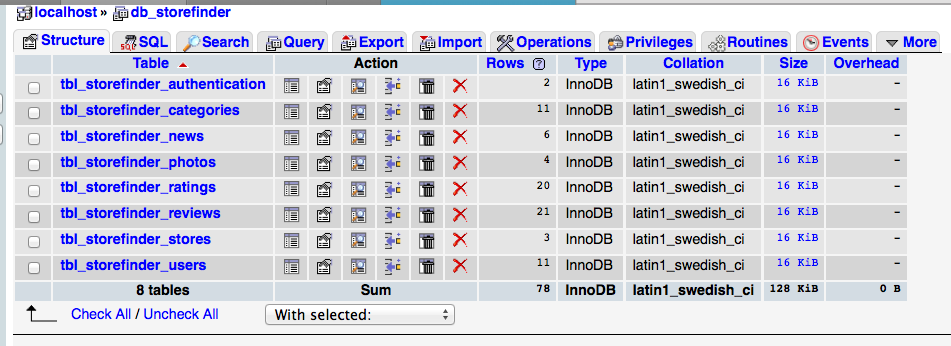 localhost » db_storefinder
Structure SQL Search Query Export Import Operations Privileges Routines Events More
Table Action Rows ? Type Collation Size Overhead
tbl_storefinder_authentication 2 InnoDB latin1_swedish_ci 16 KiB –
tbl_storefinder_categories 11 InnoDB latin1_swedish_ci 16 KiB –
tbl_storefinder_news 6 InnoDB latin1_swedish_ci 16 KiB –
tbl_storefinder_photos 4 InnoDB latin1_swedish_ci 16 KiB –
tbl_storefinder_ratings 20 InnoDB latin1_swedish_ci 16 KiB –
tbl_storefinder_reviews 21 InnoDB latin1_swedish_ci 16 KiB –
tbl_storefinder_stores 3 InnoDB latin1_swedish_ci 16 KiB –
tbl_storefinder_users 11 InnoDB latin1_swedish_ci 16 KiB –
8 tables Sum 78 InnoDB latin1_swedish_ci 128 KiB 0 B
Check All / Uncheck All With selected: